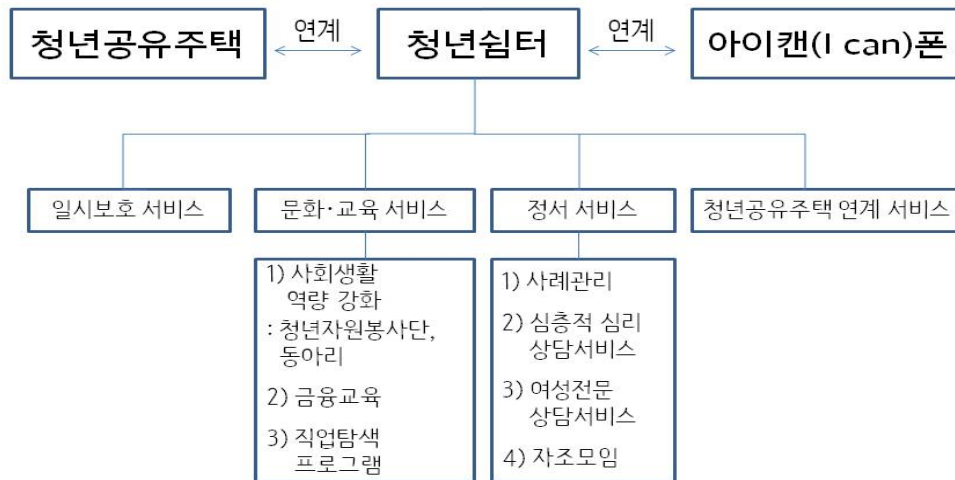 청년공유주택
연계
청년쉼터
연계
아이캔(I can)폰
일시보호 서비스
문화·교육 서비스
정서 서비스
청년공유주택 연계 서비스
1) 사회생활
역량 강화
: 청년자원봉사단,
동아리
2) 금융교육
3) 직업탐색
프로그램
1) 사례관리
2) 심층적 심리
상담서비스
3) 여성전문
상담서비스
4) 자조모임